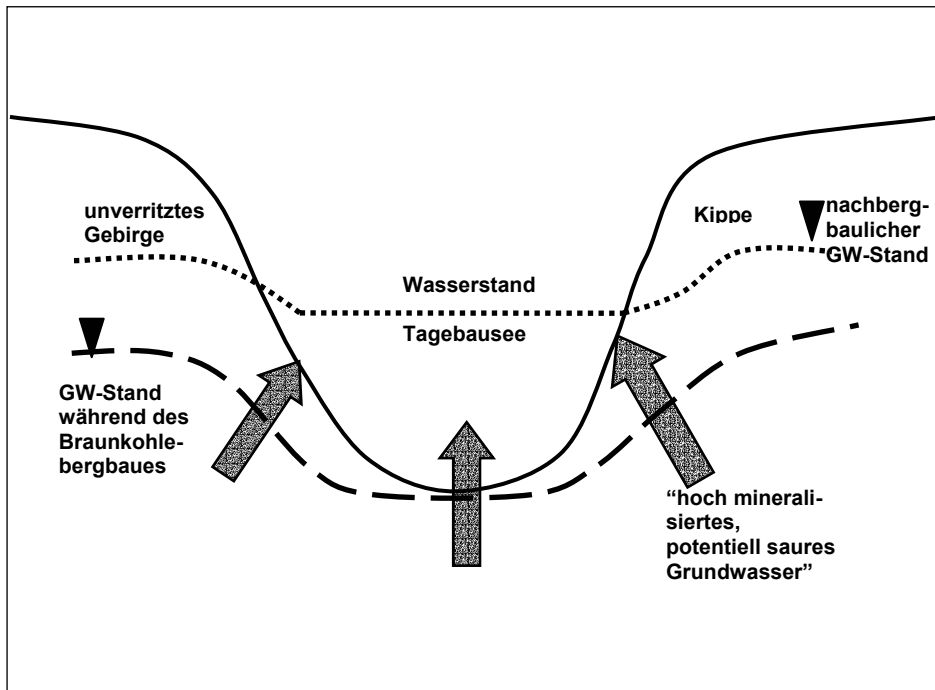 unverritztes
Gebirge
Kippe
nachberg-
baulicher
GW-Stand
Wasserstand
Tagebausee
GW-Stand
während des
Braunkohle-
bergbaues
“hoch minerali-
siertes,
potentiell saures
Grundwasser”